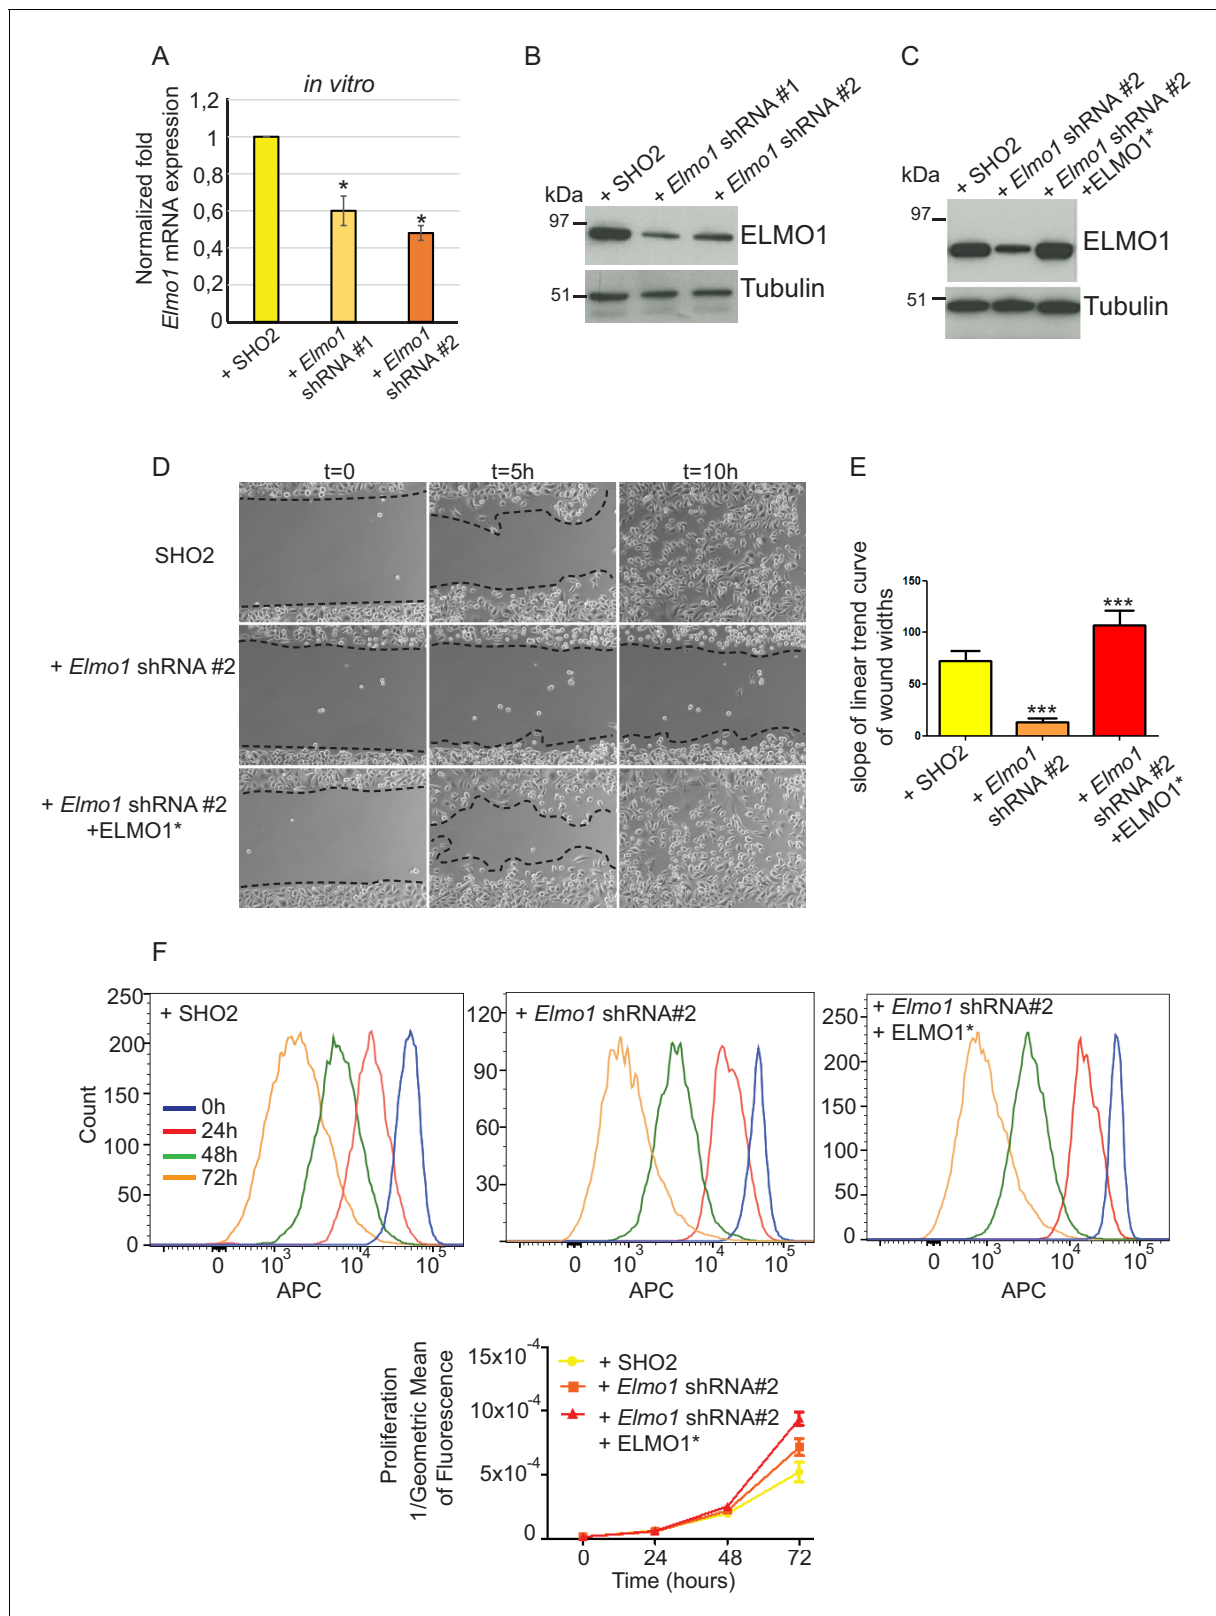 A
in vitro
Normalized fold
Elmo1 mRNA expression
1,2
1
0,8
0,6
0,4
0,2
0
*
*
+ SHO2
+ Elmo1
shRNA #1
+ Elmo1
shRNA #2
B
kDa
+ SHO2
+ Elmo1 shRNA #1
+ Elmo1 shRNA #2
97
ELMO1
51
Tubulin
C
kDa
+ SHO2
+ Elmo1 shRNA #2
+ Elmo1 shRNA #2
+ELMO1*
97
ELMO1
51
Tubulin
D
t=0
t=5h
t=10h
SHO2
+ Elmo1 shRNA #2
+ Elmo1 shRNA #2
+ELMO1*
E
slope of linear trend curve
of wound widths
150
100
50
0
***
***
+ SHO2
+ Elmo1
shRNA #2
+ Elmo1
shRNA #2
+ELMO1*
F
Count
250
200
150
100
50
0
+ SHO2
0h
24h
48h
72h
0
10^3
10^4
10^5
APC
120
90
60
30
+ Elmo1 shRNA#2
0
10^3
10^4
10^5
250
200
150
100
50
0
+ Elmo1 shRNA#2
+ ELMO1*
0
10^3
10^4
10^5
APC
Proliferation
1/Geometric Mean
of Fluorescence
15x10^-4
10x10^-4
5x10^-4
0
+ SHO2
+ Elmo1 shRNA#2
+ Elmo1 shRNA#2
+ ELMO1*
0
24
48
72
Time (hours)